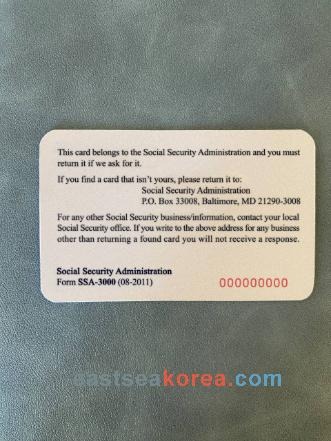 This card belongs to the Social Security Administration and you must
return it if we ask for it.
If you find a card that isn't yours, please return it to:
Social Security Administration
P.O. Box 33008, Baltimore, MD 21290-3008
For any other Social Security business/information, contact your local
Social Security office. If you write to the above address for any business
other than returning a found card you will not receive a response.
Social Security Administration
Form SSA-3000 (08-2011)
000000000
eastseakorea.com